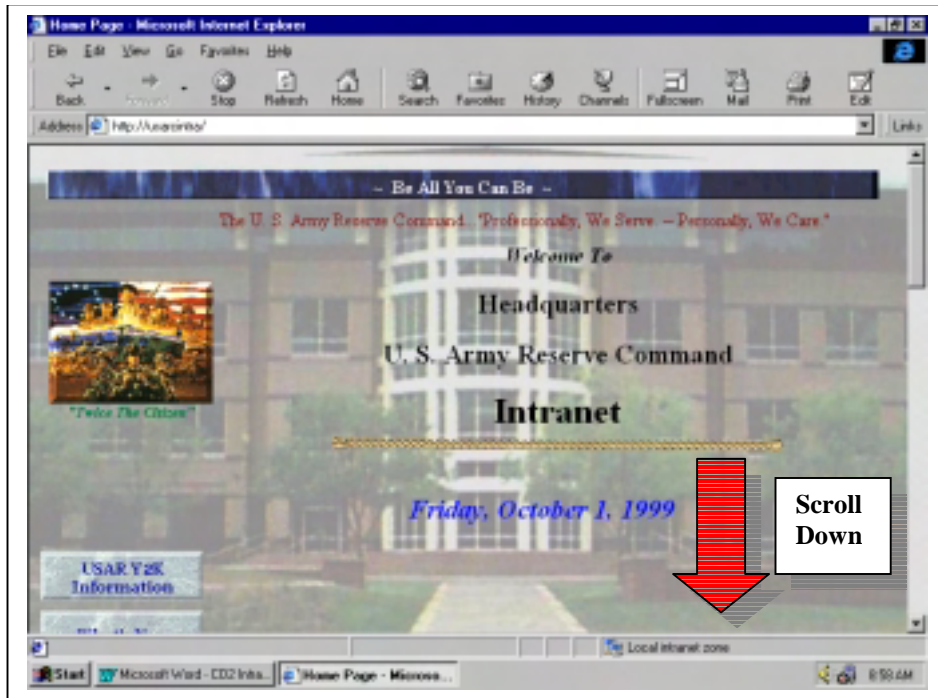 Home Page - Microsoft Internet Explorer
File Edit View Go Favorites Help
Back Forward Stop Refresh Home Search Favorites History Channels Fullscreen Mail Print Edit
Address http://usarcintra/ Links
~ Be All You Can Be ~
The U. S. Army Reserve Command.. "Professionally, We Serve. -- Personally, We Care."
Welcome To
Headquarters
U. S. Army Reserve Command
Intranet
"Twice The Citizen"
Friday, October 1, 1999
Scroll
Down
USAR Y2K
Information
Local intranet zone
Start Microsoft Word - CD2 Intra... Home Page - Microso... 8:58 AM